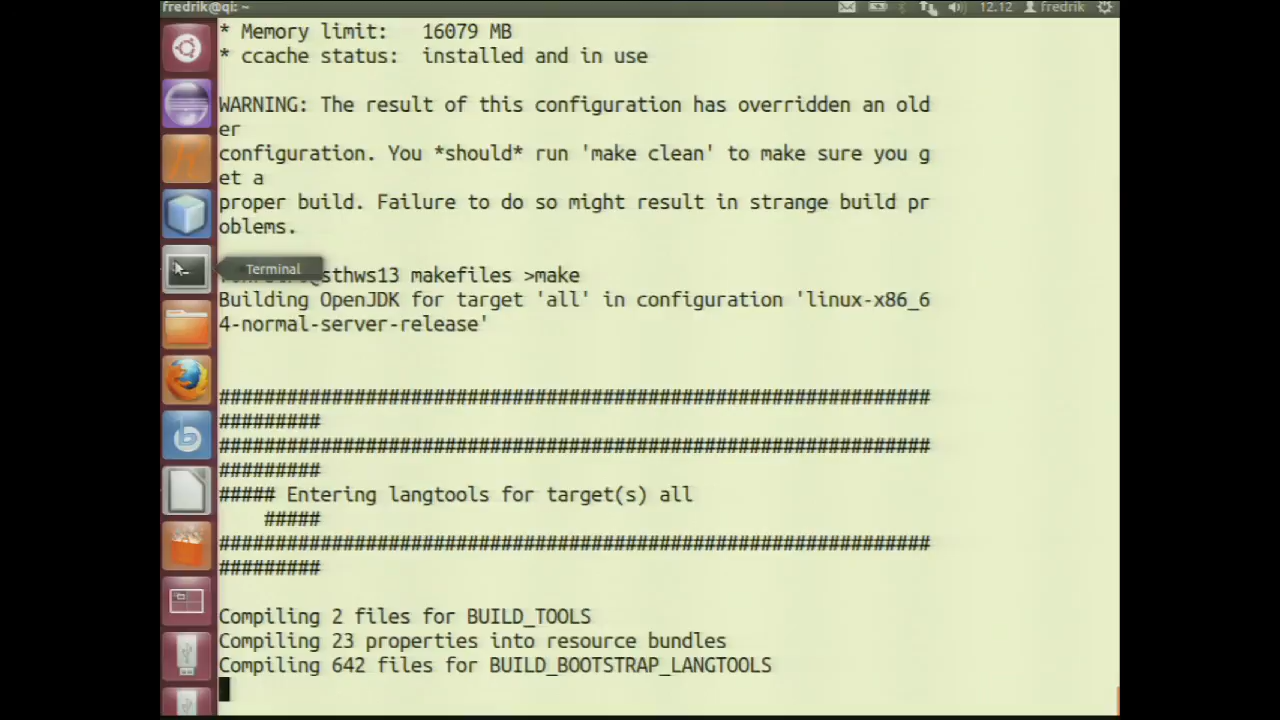 fredrik@qi: ~
12.12
fredrik
* Memory limit: 16079 MB
* ccache status: installed and in use
WARNING: The result of this configuration has overridden an old
er
configuration. You *should* run 'make clean' to make sure you g
et a
proper build. Failure to do so might result in strange build pr
oblems.
Terminal
sthws13 makefiles >make
Building OpenJDK for target 'all' in configuration 'linux-x86_6
4-normal-server-release'
###############################################################
#########
###############################################################
#########
##### Entering langtools for target(s) all
#####
###############################################################
#########
Compiling 2 files for BUILD_TOOLS
Compiling 23 properties into resource bundles
Compiling 642 files for BUILD_BOOTSTRAP_LANGTOOLS